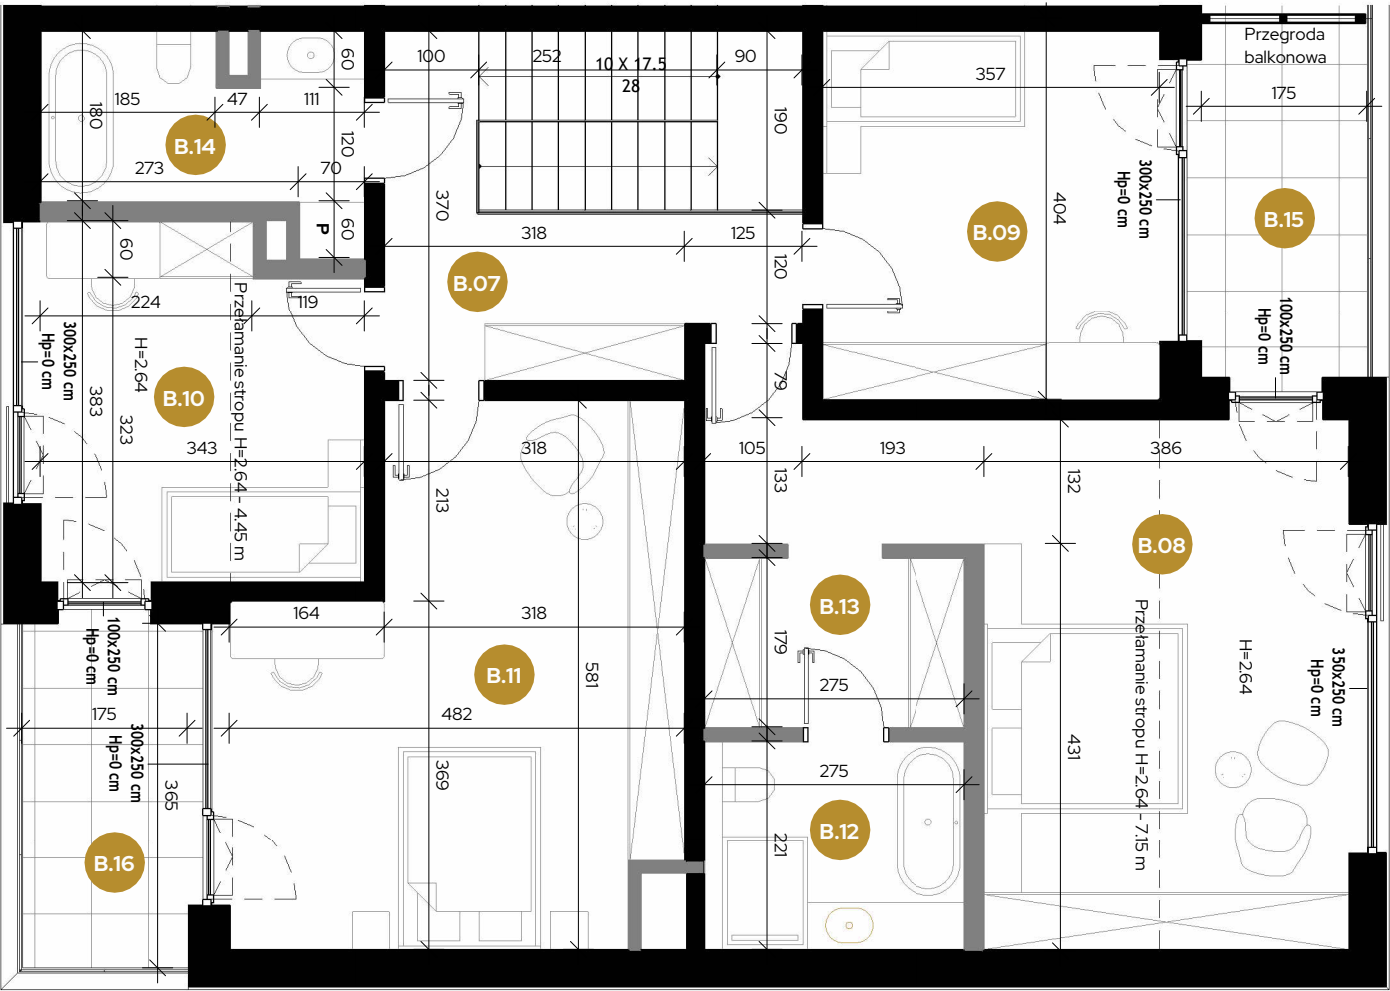 Przegroda
balkonowa
100
252
90
10 X 17.5
28
357
175
60
185
47
111
180
120
190
B.14
273
70
370
404
300x250 cm
Hp=0 cm
B.15
P
60
60
318
125
120
B.09
B.07
224
119
100x250 cm
Hp=0 cm
300x250 cm
Hp=0 cm
H=2.64
Przełamanie stropu H=2.64 - 4.45 m
383
323
B.10
79
343
318
105
193
386
213
133
132
B.08
164
318
B.13
100x250 cm
Hp=0 cm
179
Przełamanie stropu H=2.64 - 7.15 m
H=2.64
350x250 cm
Hp=0 cm
B.11
581
275
175
482
300x250 cm
Hp=0 cm
365
369
431
275
B.12
221
B.16